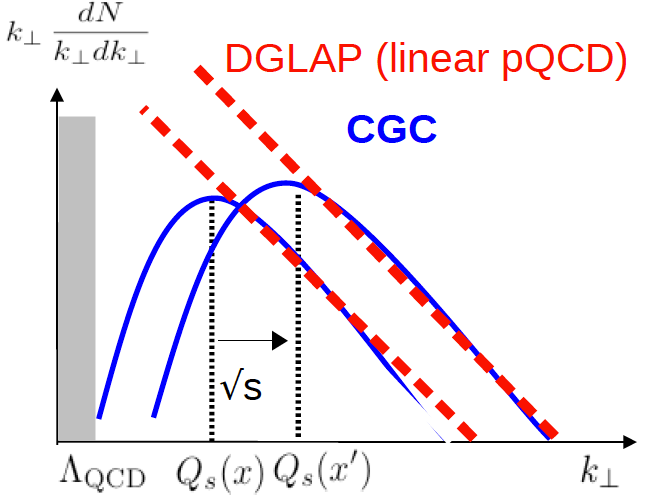 k⊥ dN
k⊥dk⊥
DGLAP (linear pQCD)
CGC
√s
ΛQCD Qs(x) Qs(x′) k⊥